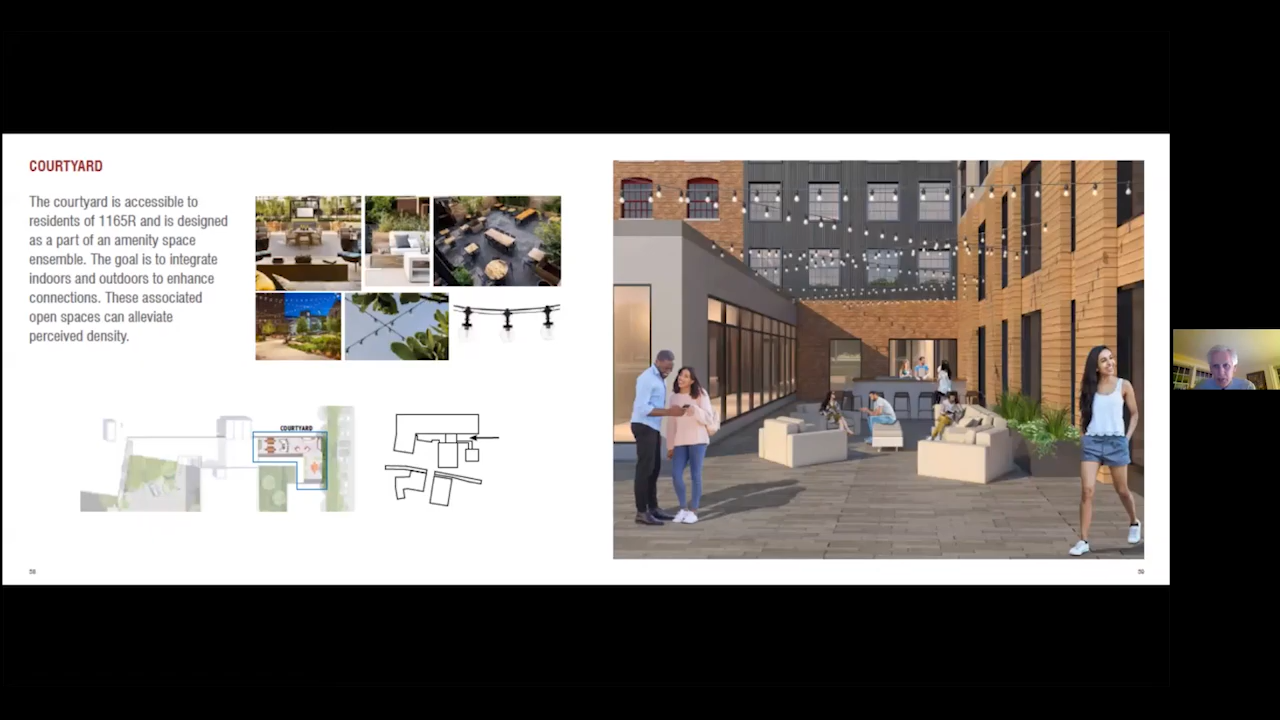 COURTYARD
The courtyard is accessible to
residents of 1165R and is designed
as a part of an amenity space
ensemble. The goal is to integrate
indoors and outdoors to enhance
connections. These associated
open spaces can alleviate
perceived density.
COURTYARD
58
59